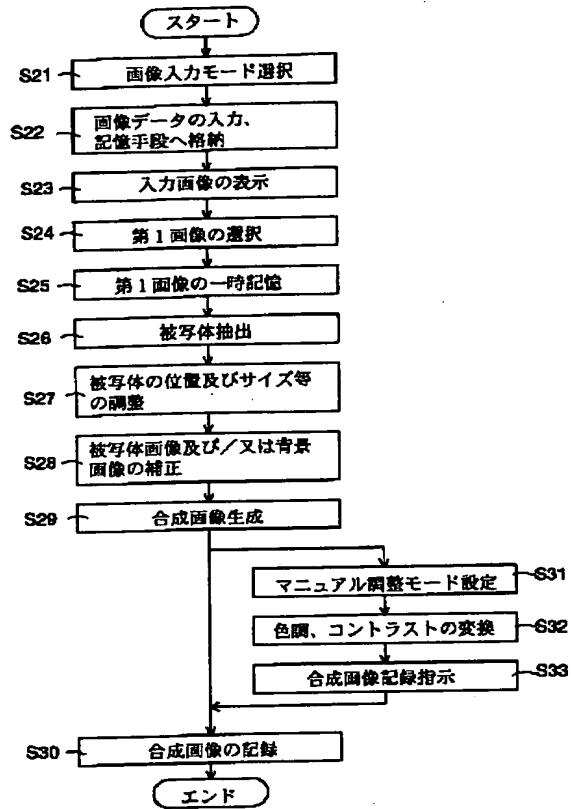 スタート
S21
画像入力モード選択
S22
画像データの入力、
記憶手段へ格納
S23
入力画像の表示
S24
第1画像の選択
S25
第1画像の一時記憶
S26
被写体抽出
S27
被写体の位置及びサイズ等
の調整
S28
被写体画像及び/又は背景
画像の補正
S29
合成画像生成
マニュアル調整モード設定
S31
色調、コントラストの変換
S32
合成画像記録指示
S33
S30
合成画像の記録
エンド